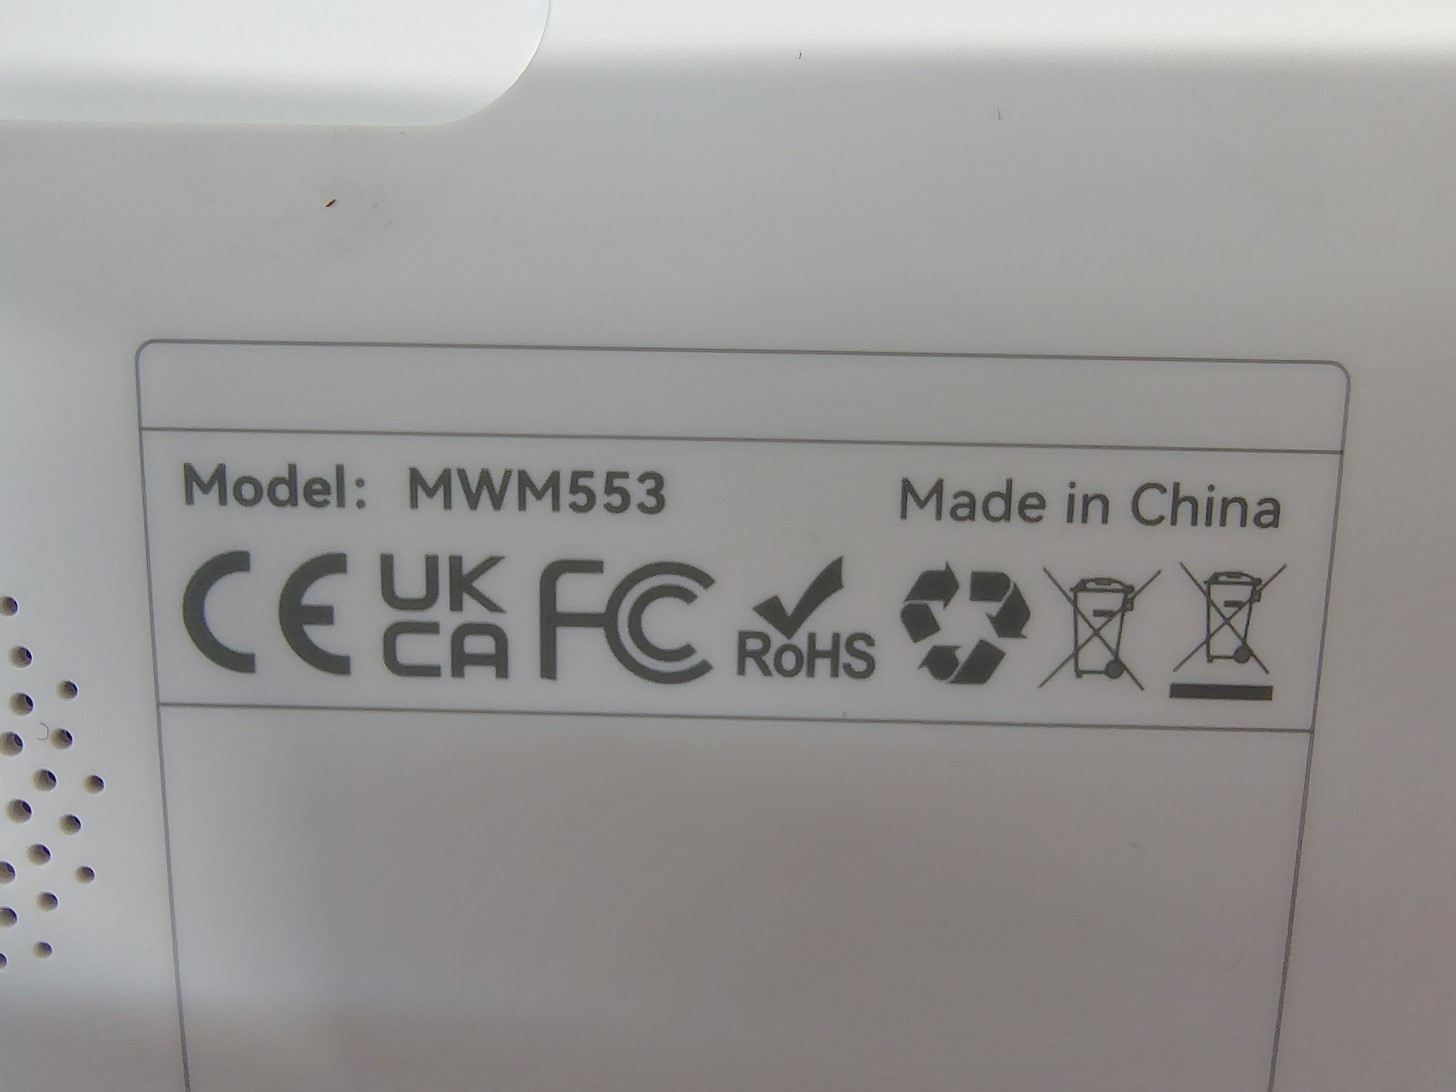 Model: MWM553 Made in China
CE UK CA FC RoHS